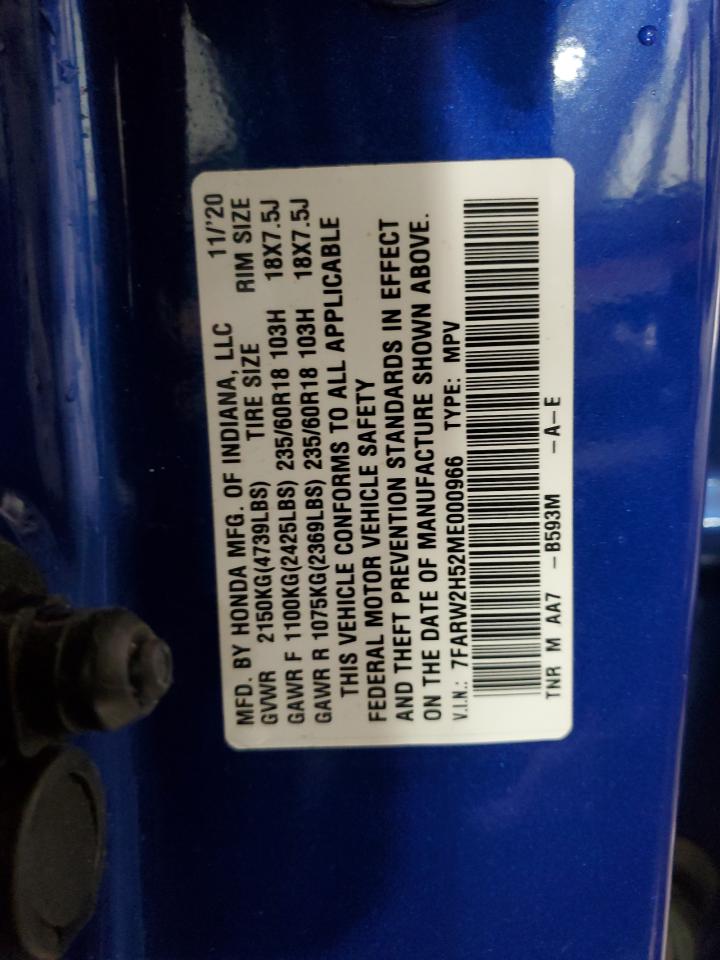 MFD. BY HONDA MFG. OF INDIANA, LLC 11/'20
GVWR 2150KG(4739LBS) TIRE SIZE RIM SIZE
GAWR F 1100KG(2425LBS) 235/60R18 103H 18X7.5J
GAWR R 1075KG(2369LBS) 235/60R18 103H 18X7.5J
THIS VEHICLE CONFORMS TO ALL APPLICABLE
FEDERAL MOTOR VEHICLE SAFETY
AND THEFT PREVENTION STANDARDS IN EFFECT
ON THE DATE OF MANUFACTURE SHOWN ABOVE.
V.I.N.: 7FARW2H52ME000966 TYPE: MPV
TNR M AA7 -B593M -A-E